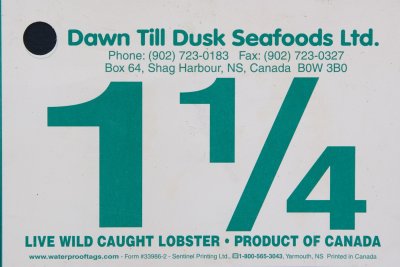 Dawn Till Dusk Seafoods Ltd.
Phone: (902) 723-0183 Fax: (902) 723-0327
Box 64, Shag Harbour, NS, Canada B0W 3B0
1 1/4
LIVE WILD CAUGHT LOBSTER • PRODUCT OF CANADA
www.waterprooftags.com - Form #33986-2 - Sentinel Printing Ltd., 1-800-565-3043, Yarmouth, NS Printed in Canada